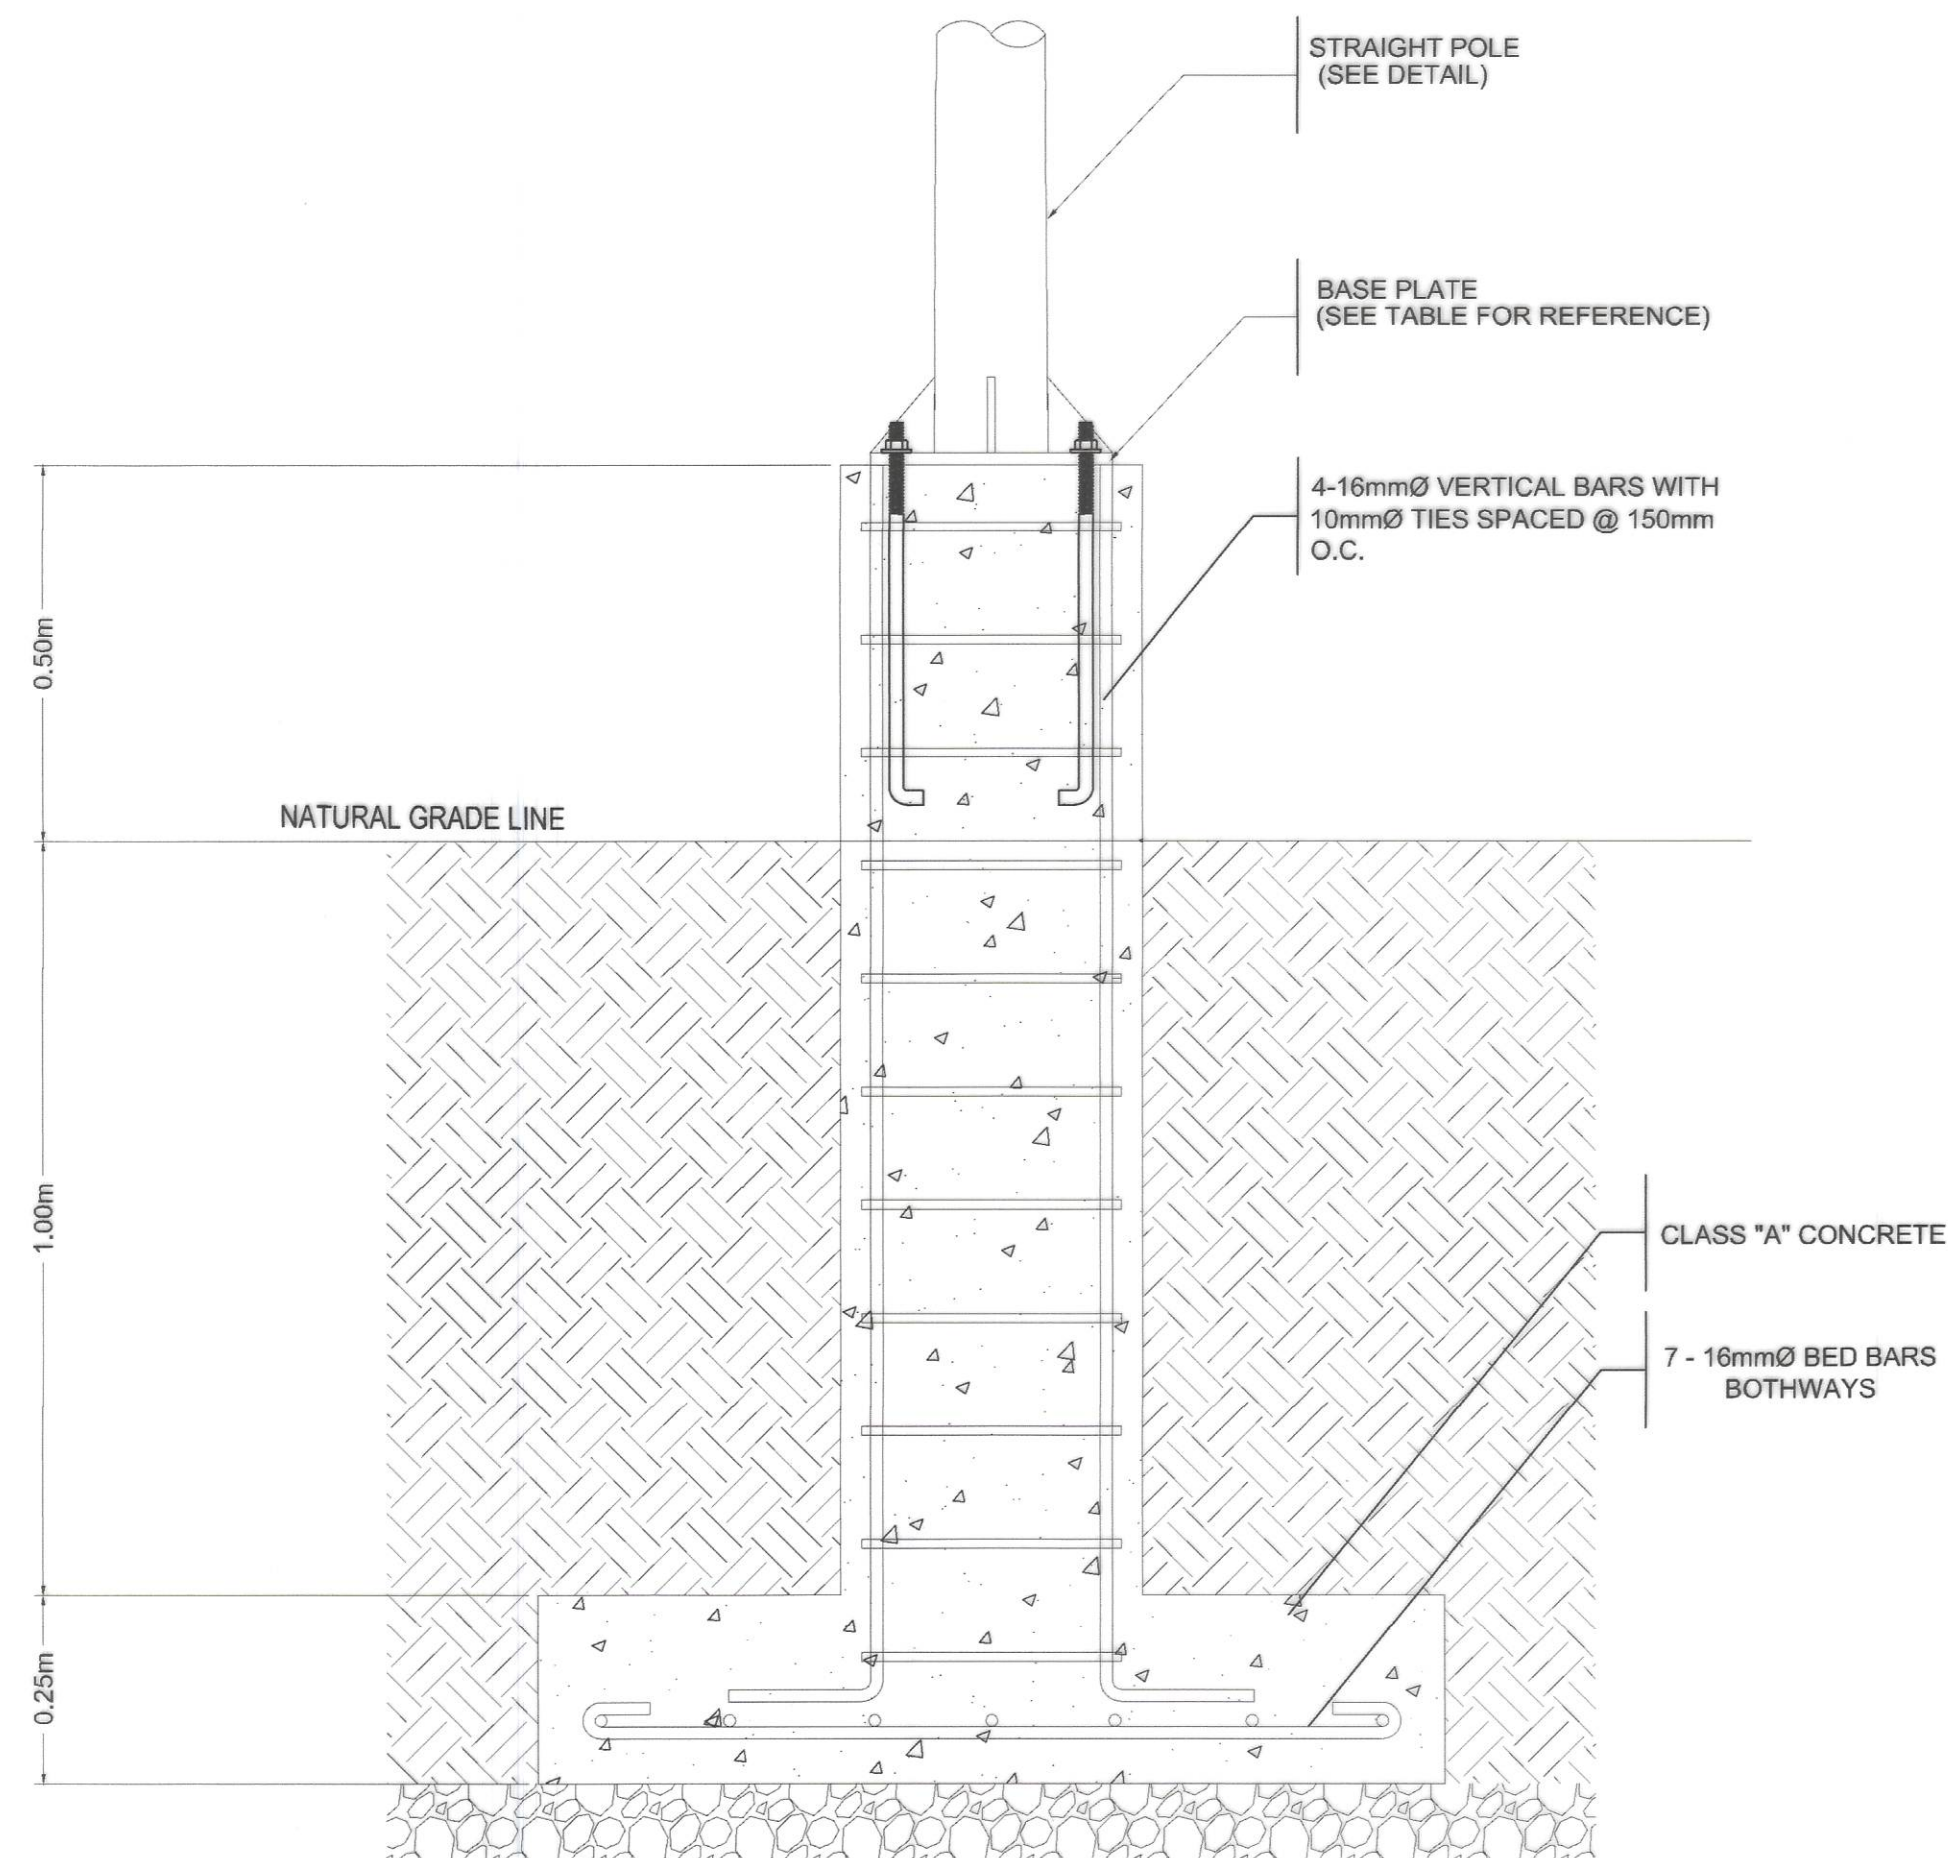 STRAIGHT POLE
(SEE DETAIL)
BASE PLATE
(SEE TABLE FOR REFERENCE)
4-16mmØ VERTICAL BARS WITH
10mmØ TIES SPACED @ 150mm
O.C.
0.50m
NATURAL GRADE LINE
1.00m
CLASS "A" CONCRETE
7 - 16mmØ BED BARS
BOTHWAYS
0.25m